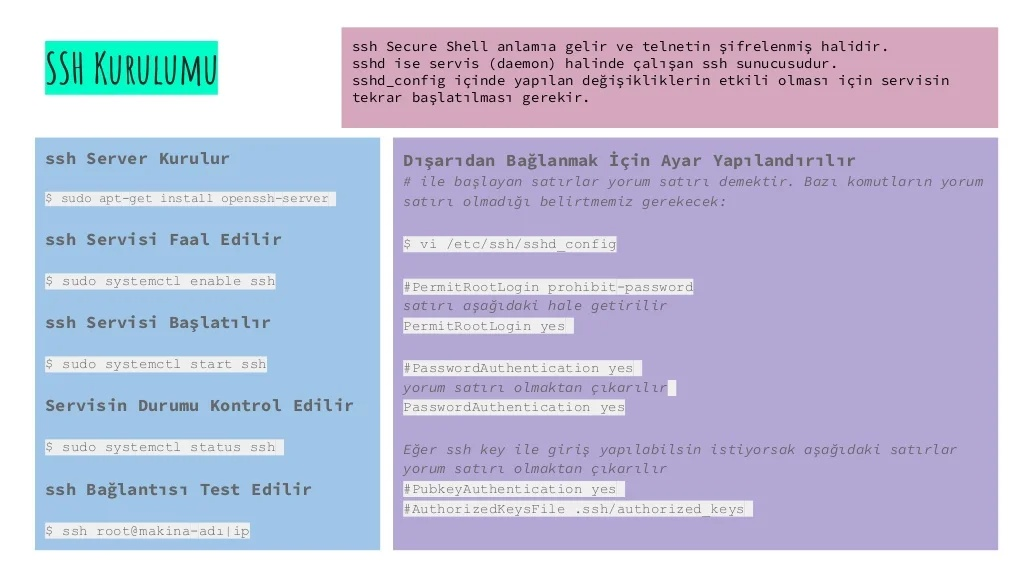 SSH Kurulumu
ssh Secure Shell anlamıa gelir ve telnetin şifrelenmiş halidir.
sshd ise servis (daemon) halinde çalışan ssh sunucusudur.
sshd_config içinde yapılan değişikliklerin etkili olması için servisin
tekrar başlatılması gerekir.
ssh Server Kurulur
$ sudo apt-get install openssh-server
ssh Servisi Faal Edilir
$ sudo systemctl enable ssh
ssh Servisi Başlatılır
$ sudo systemctl start ssh
Servisin Durumu Kontrol Edilir
$ sudo systemctl status ssh
ssh Bağlantısı Test Edilir
$ ssh root@makina-adı|ip
Dışarıdan Bağlanmak İçin Ayar Yapılandırılır
# ile başlayan satırlar yorum satırı demektir. Bazı komutların yorum
satırı olmadığı belirtmemiz gerekecek:
$ vi /etc/ssh/sshd_config
#PermitRootLogin prohibit-password
satırı aşağıdaki hale getirilir
PermitRootLogin yes
#PasswordAuthentication yes
yorum satırı olmaktan çıkarılır
PasswordAuthentication yes
Eğer ssh key ile giriş yapılabilsin istiyorsak aşağıdaki satırlar
yorum satırı olmaktan çıkarılır
#PubkeyAuthentication yes
#AuthorizedKeysFile .ssh/authorized_keys